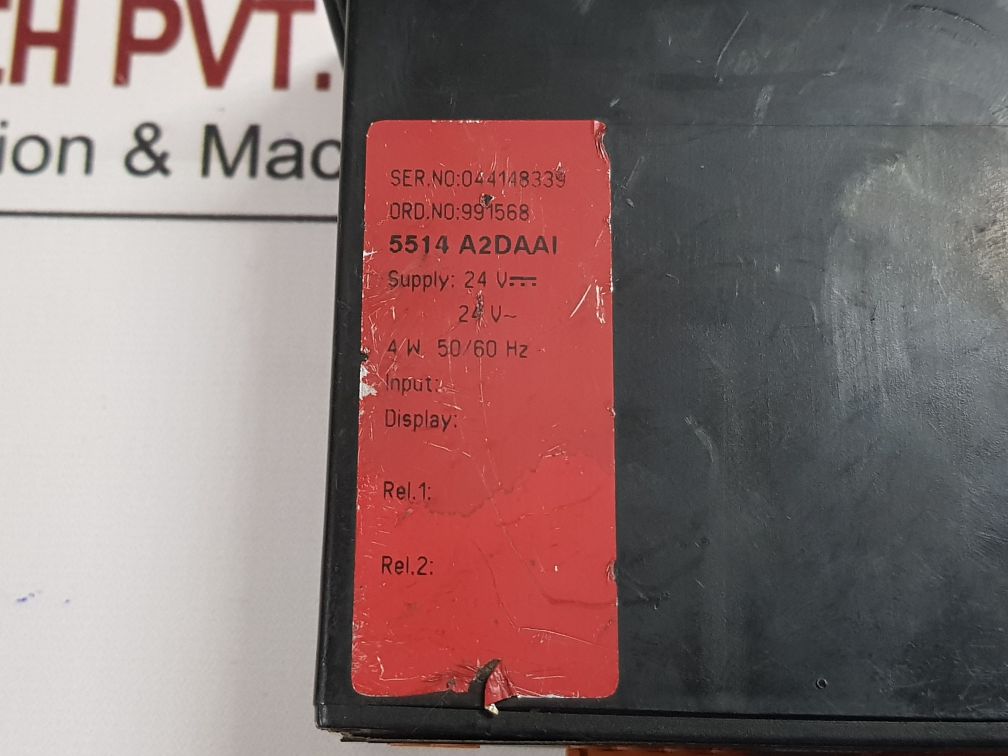 CH PVT.
ion & Mac
SER.NO:044148339
ORD.NO:991568
5514 A2DAAI
Supply: 24 V⎓
24 V~
4 W 50/60 Hz
Input:
Display:
Rel.1:
Rel.2: